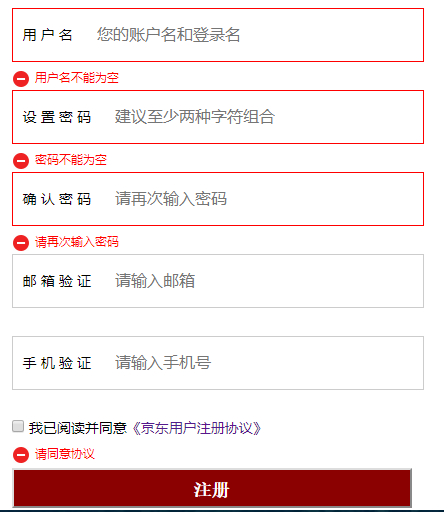 用 户 名 您的账户名和登录名
用户名不能为空
设 置 密 码 建议至少两种字符组合
密码不能为空
确 认 密 码 请再次输入密码
请再次输入密码
邮 箱 验 证 请输入邮箱
手 机 验 证 请输入手机号
我已阅读并同意《京东用户注册协议》
请同意协议
注册